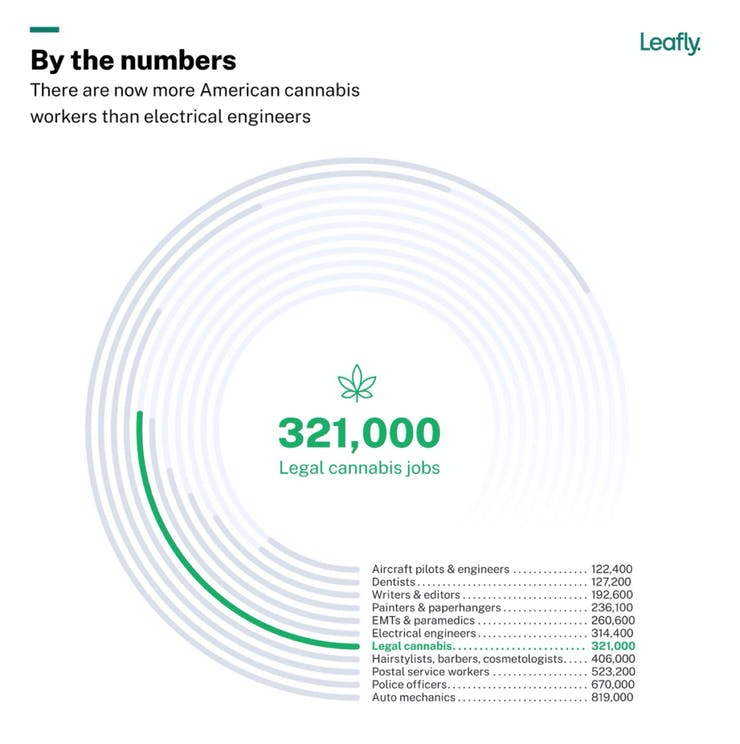 Leafly.
By the numbers
There are now more American cannabis
workers than electrical engineers
321,000
Legal cannabis jobs
Aircraft pilots & engineers ............... 122,400
Dentists ............... 127,200
Writers & editors ............... 192,600
Painters & paperhangers ............... 236,100
EMTs & paramedics ............... 260,600
Electrical engineers ............... 314,400
Legal cannabis ............... 321,000
Hairstylists, barbers, cosmetologists ..... 406,000
Postal service workers ............... 523,200
Police officers ............... 670,000
Auto mechanics ............... 819,000